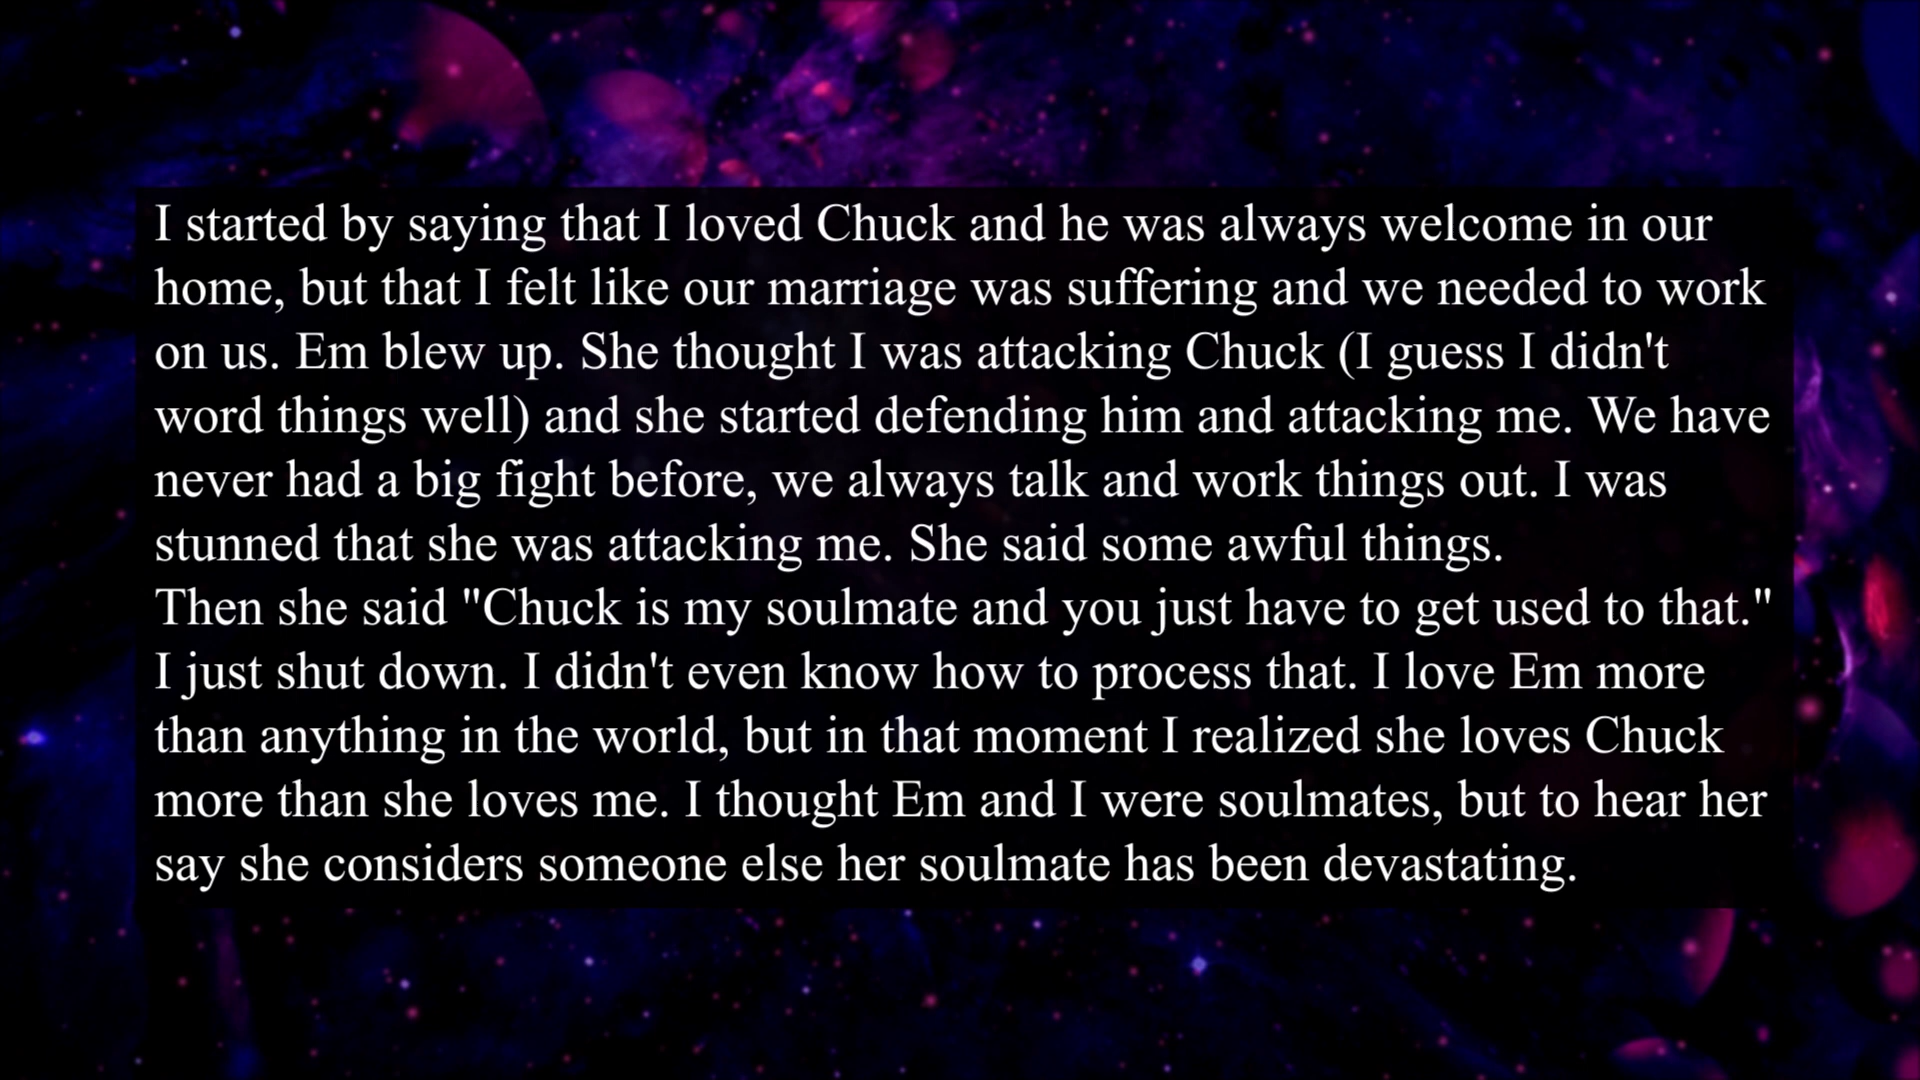 I started by saying that I loved Chuck and he was always welcome in our
home, but that I felt like our marriage was suffering and we needed to work
on us. Em blew up. She thought I was attacking Chuck (I guess I didn't
word things well) and she started defending him and attacking me. We have
never had a big fight before, we always talk and work things out. I was
stunned that she was attacking me. She said some awful things.
Then she said "Chuck is my soulmate and you just have to get used to that."
I just shut down. I didn't even know how to process that. I love Em more
than anything in the world, but in that moment I realized she loves Chuck
more than she loves me. I thought Em and I were soulmates, but to hear her
say she considers someone else her soulmate has been devastating.